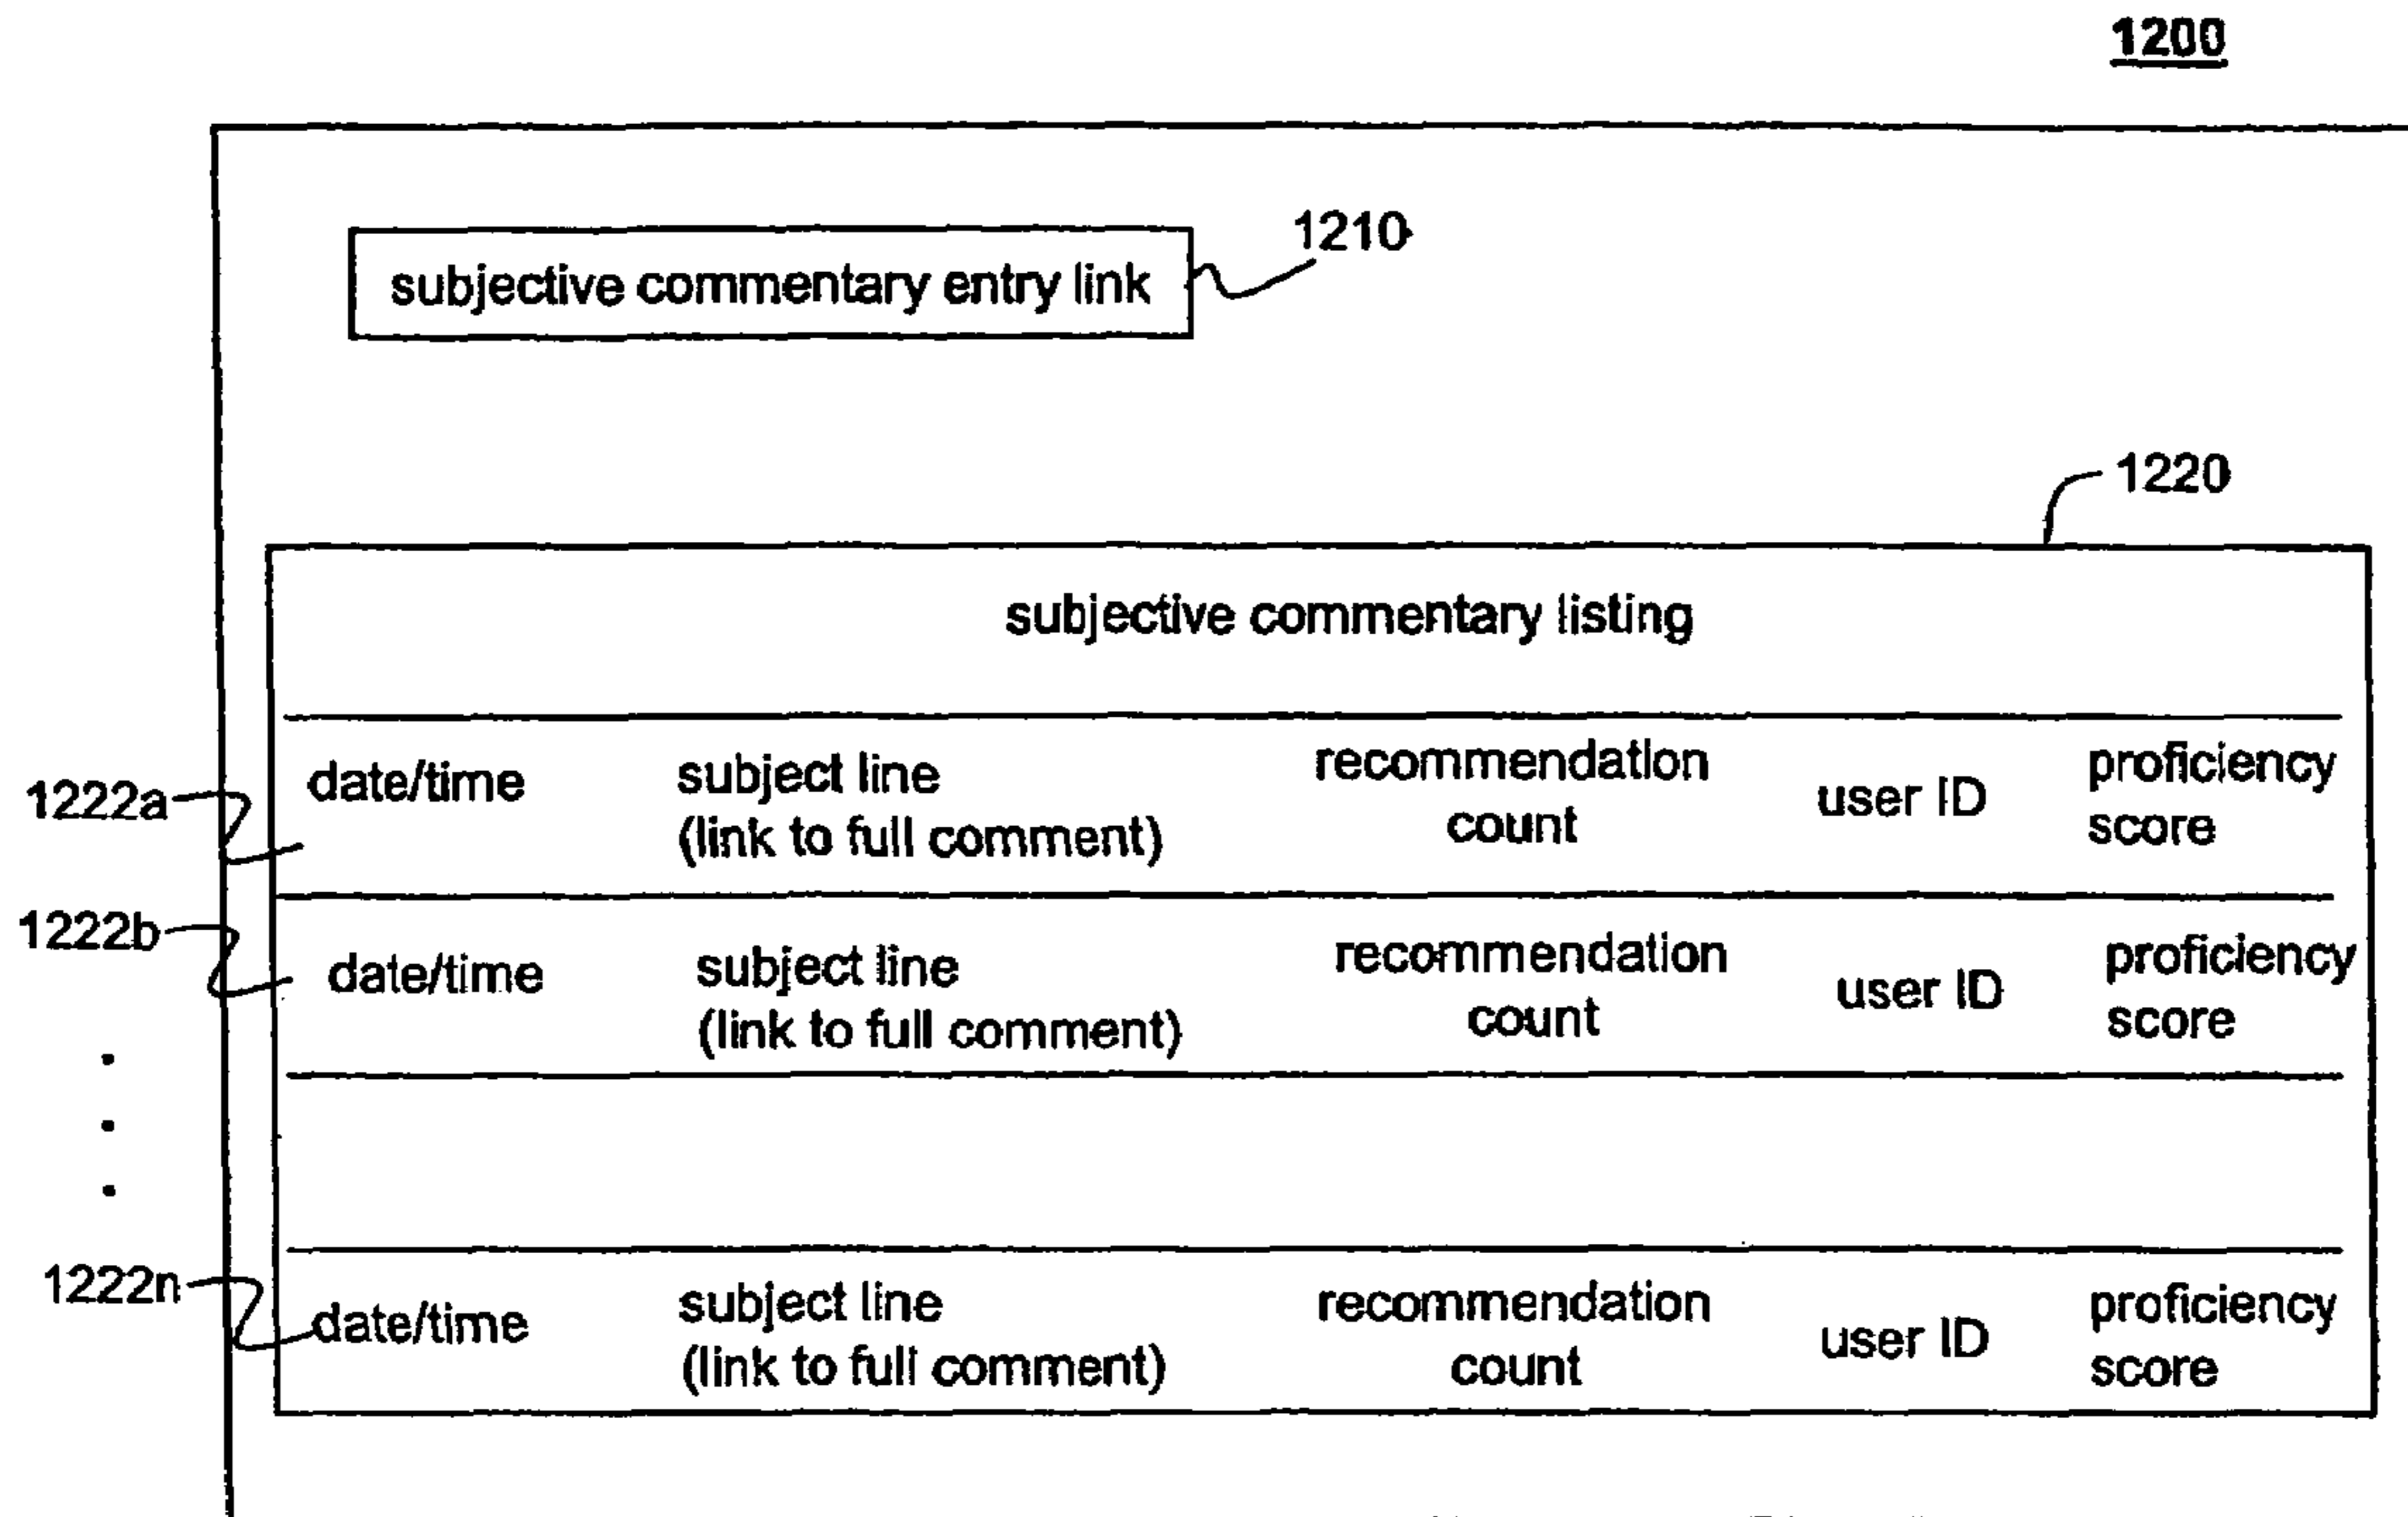 1200
1210
subjective commentary entry link
1220
subjective commentary listing
1222a
date/time
subject line
(link to full comment)
recommendation
count
user ID
proficiency
score
1222b
date/time
subject line
(link to full comment)
recommendation
count
user ID
proficiency
score
1222n
date/time
subject line
(link to full comment)
recommendation
count
user ID
proficiency
score